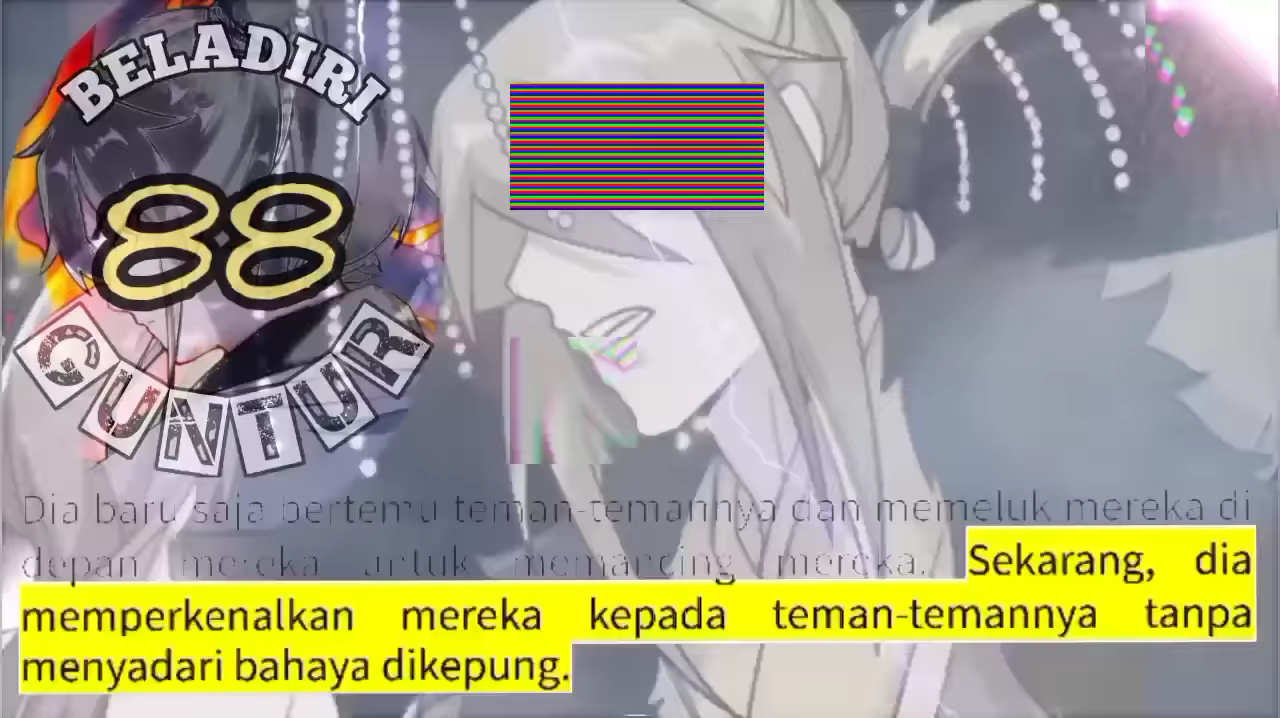 BELADIRI
88
GUNTUR
Dia baru saja bertemu teman-temannya dan memeluk mereka di
depan mereka untuk memancing mereka. Sekarang, dia
memperkenalkan mereka kepada teman-temannya tanpa
menyadari bahaya dikepung.